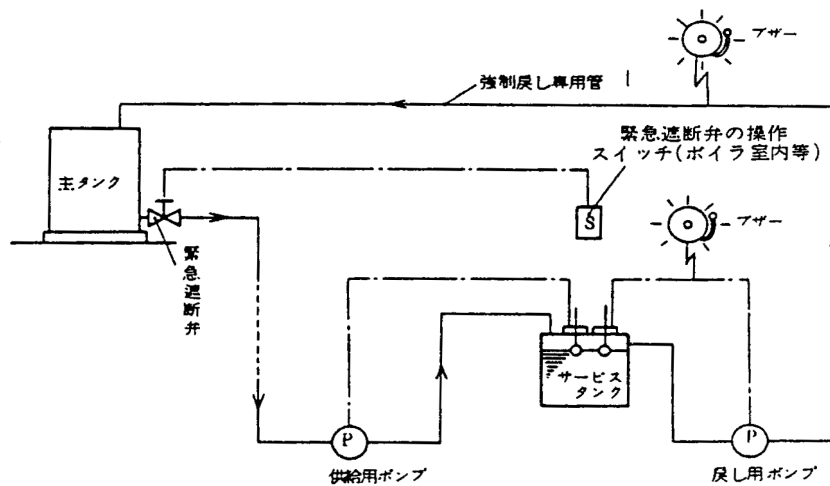 ブザー
強制戻し専用管
緊急遮断弁の操作
スイッチ(ボイラ室内等)
主タンク
S
ブザー
緊急遮断弁
サービス
タンク
P
P
供給用ポンプ
戻し用ポンプ